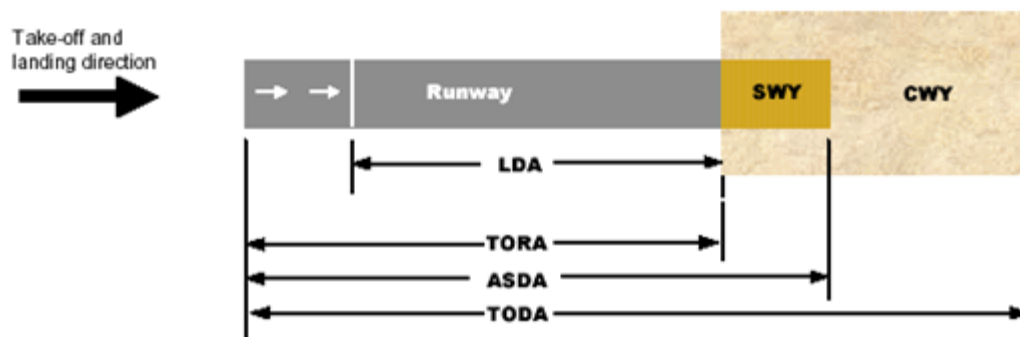 Take-off and
landing direction
Runway
SWY
CWY
LDA
TORA
ASDA
TODA